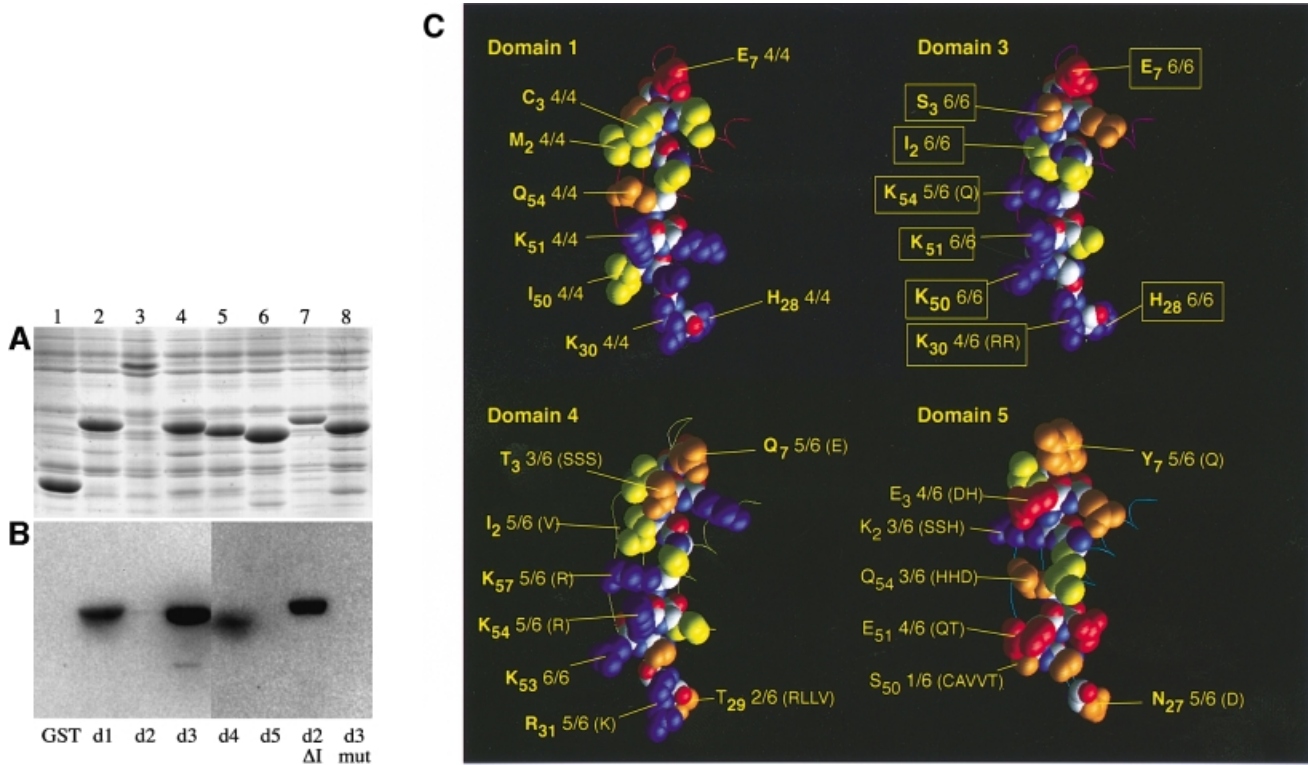 A
1 2 3 4 5 6 7 8
B
GST d1 d2 d3 d4 d5 d2 d3
ΔI mut
C
Domain 1
E7 4/4
C3 4/4
M2 4/4
Q54 4/4
K51 4/4
I50 4/4
H28 4/4
K30 4/4
Domain 3
E7 6/6
S3 6/6
I2 6/6
K54 5/6 (Q)
K51 6/6
K50 6/6
H28 6/6
K30 4/6 (RR)
Domain 4
Q7 5/6 (E)
T3 3/6 (SSS)
I2 5/6 (V)
K57 5/6 (R)
K54 5/6 (R)
K53 6/6
T29 2/6 (RLLV)
R31 5/6 (K)
Domain 5
Y7 5/6 (Q)
E3 4/6 (DH)
K2 3/6 (SSH)
Q54 3/6 (HHD)
E51 4/6 (QT)
S50 1/6 (CAVVT)
N27 5/6 (D)